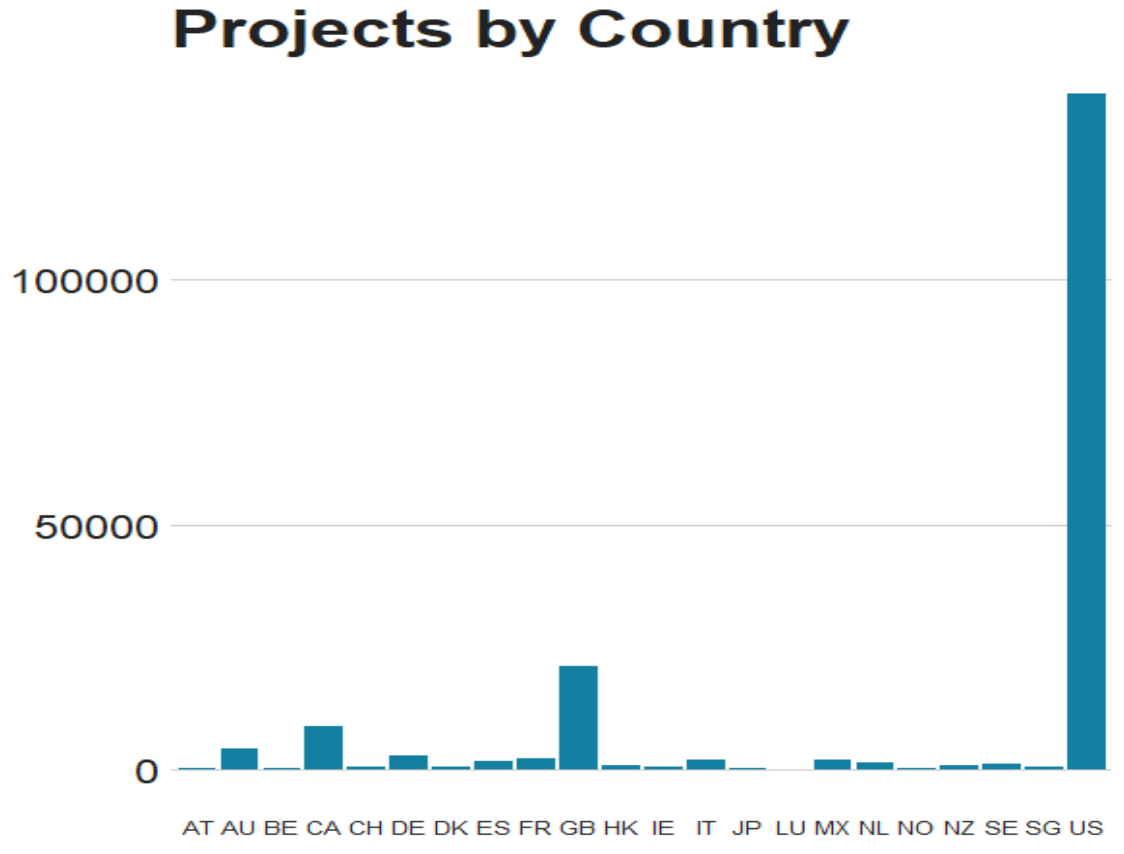 Projects by Country
100000
50000
0
AT AU BE CA CH DE DK ES FR GB HK IE IT JP LU MX NL NO NZ SE SG US